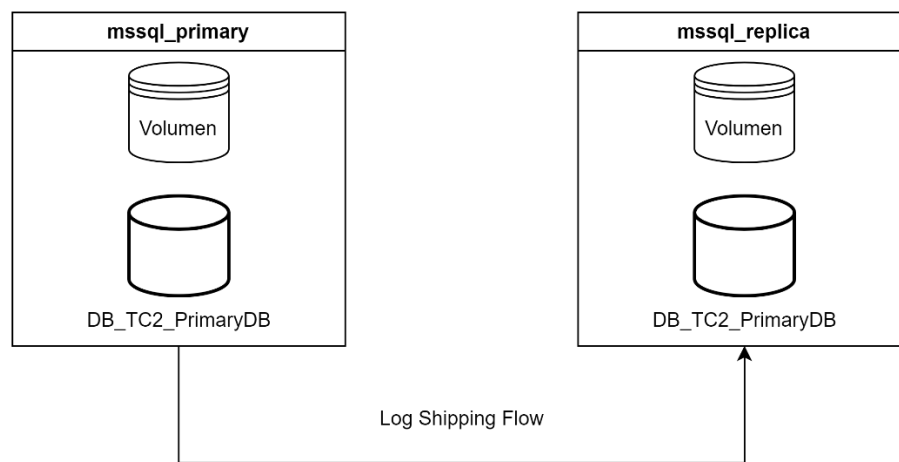 mssql_primary
Volumen
DB_TC2_PrimaryDB
mssql_replica
Volumen
DB_TC2_PrimaryDB
Log Shipping Flow